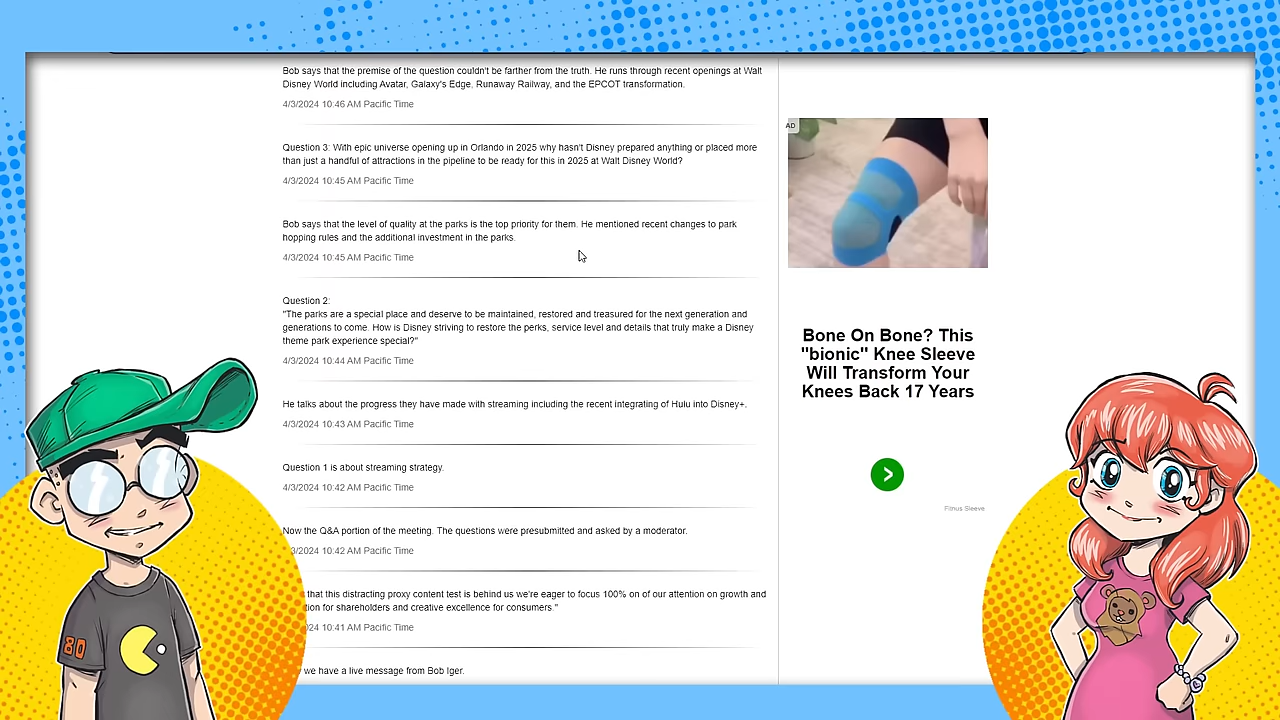 Bob says that the premise of the question couldn't be farther from the truth. He runs through recent openings at Walt
Disney World including Avatar, Galaxy's Edge, Runaway Railway, and the EPCOT transformation.
4/3/2024 10:46 AM Pacific Time
Question 3: With epic universe opening up in Orlando in 2025 why hasn't Disney prepared anything or placed more
than just a handful of attractions in the pipeline to be ready for this in 2025 at Walt Disney World?
4/3/2024 10:45 AM Pacific Time
Bob says that the level of quality at the parks is the top priority for them. He mentioned recent changes to park
hopping rules and the additional investment in the parks.
4/3/2024 10:45 AM Pacific Time
Question 2:
"The parks are a special place and deserve to be maintained, restored and treasured for the next generation and
generations to come. How is Disney striving to restore the perks, service level and details that truly make a Disney
theme park experience special?"
4/3/2024 10:44 AM Pacific Time
He talks about the progress they have made with streaming including the recent integrating of Hulu into Disney+.
4/3/2024 10:43 AM Pacific Time
Question 1 is about streaming strategy.
4/3/2024 10:42 AM Pacific Time
Now the Q&A portion of the meeting. The questions were presubmitted and asked by a moderator.
3/2024 10:42 AM Pacific Time
that this distracting proxy content test is behind us we're eager to focus 100% on of our attention on growth and
tion for shareholders and creative excellence for consumers."
24 10:41 AM Pacific Time
we have a live message from Bob Iger.
AD
Bone On Bone? This
"bionic" Knee Sleeve
Will Transform Your
Knees Back 17 Years
Flinus Sleeve
80